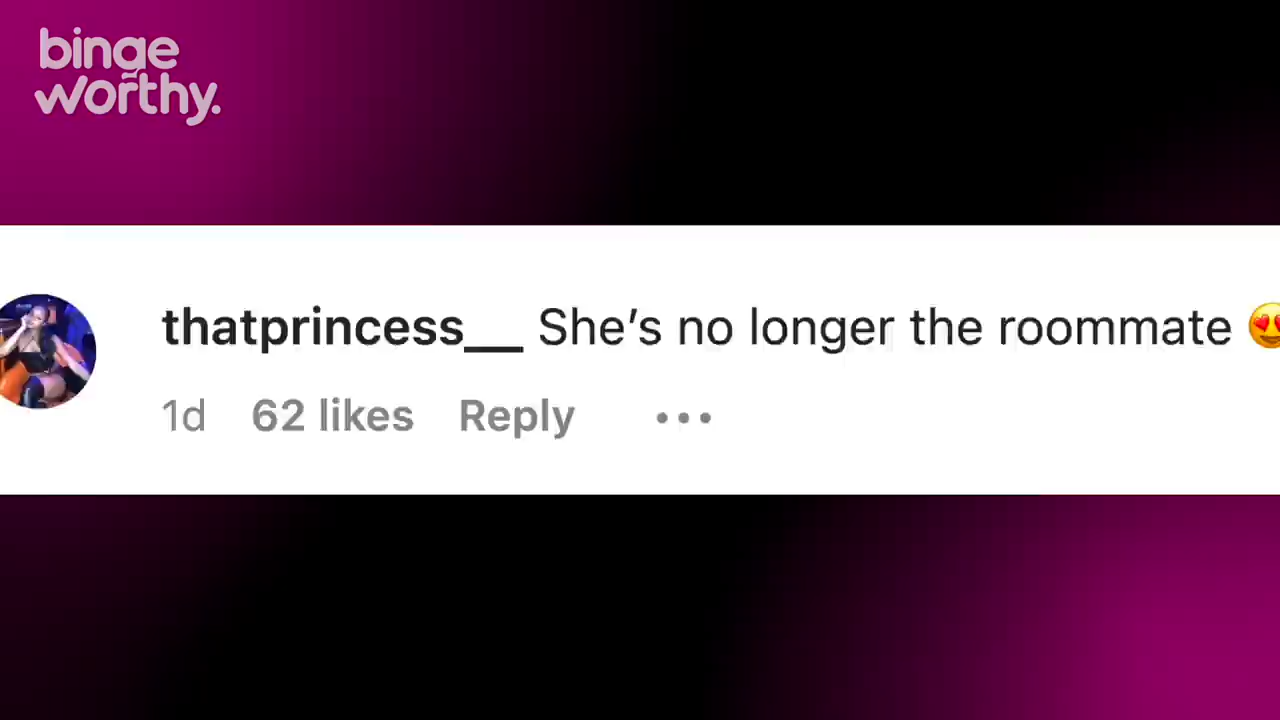 binge
worthy.
thatprincess__ She’s no longer the roommate 😍
1d 62 likes Reply •••